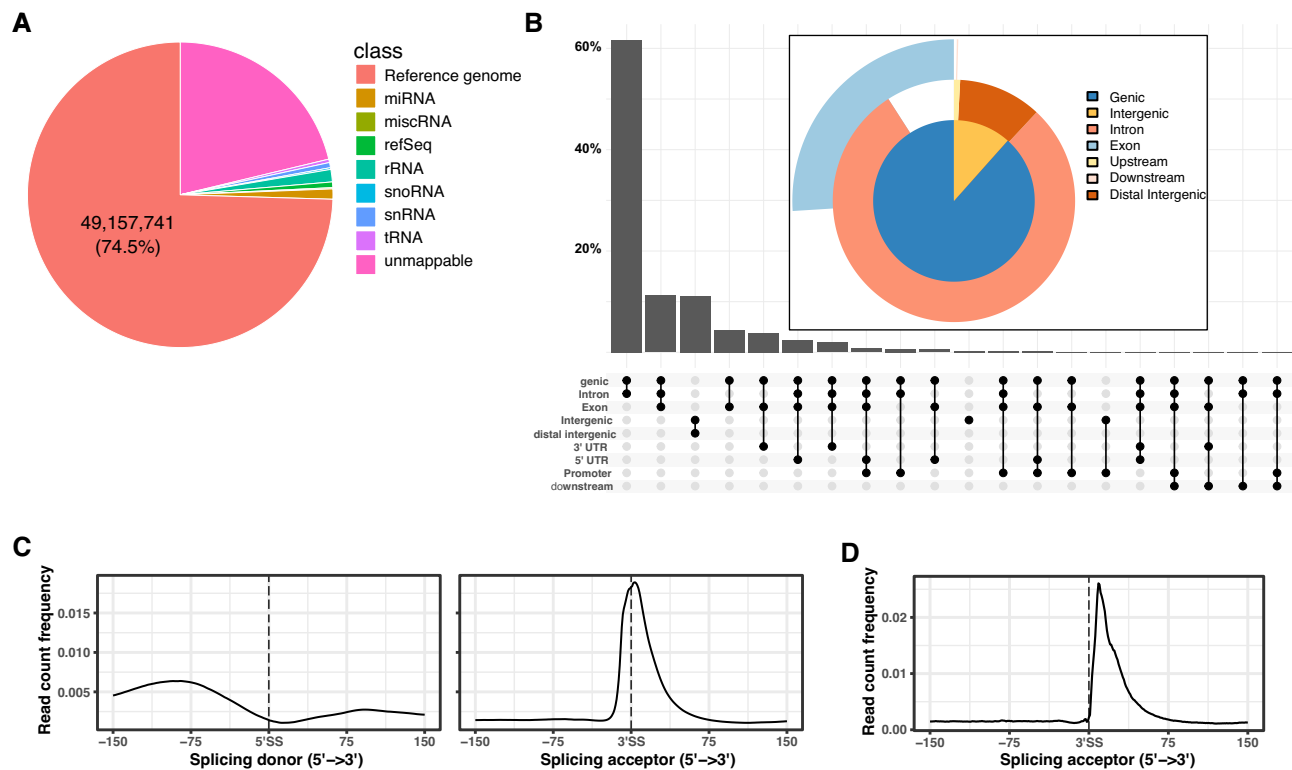 A
class
Reference genome
miRNA
miscRNA
refSeq
rRNA
snoRNA
snRNA
tRNA
unmappable
49,157,741
(74.5%)
B
60%
40%
20%
Genic
Intergenic
Intron
Exon
Upstream
Downstream
Distal Intergenic
genic
Intron
Exon
Intergenic
distal intergenic
3' UTR
5' UTR
Promoter
downstream
C
Read count frequency
0.015
0.010
0.005
−150 −75 5'SS 75 150
Splicing donor (5'−>3')
−150 −75 3'SS 75 150
Splicing acceptor (5'−>3')
D
Read count frequency
0.02
0.01
0.00
−150 −75 3'SS 75 150
Splicing acceptor (5'−>3')